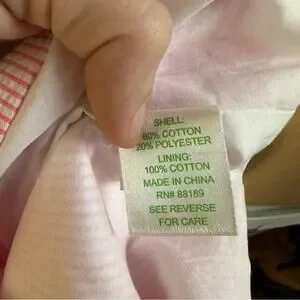 SHELL:
80% COTTON
20% POLYESTER
LINING:
100% COTTON
MADE IN CHINA
RN# 88189
SEE REVERSE
FOR CARE